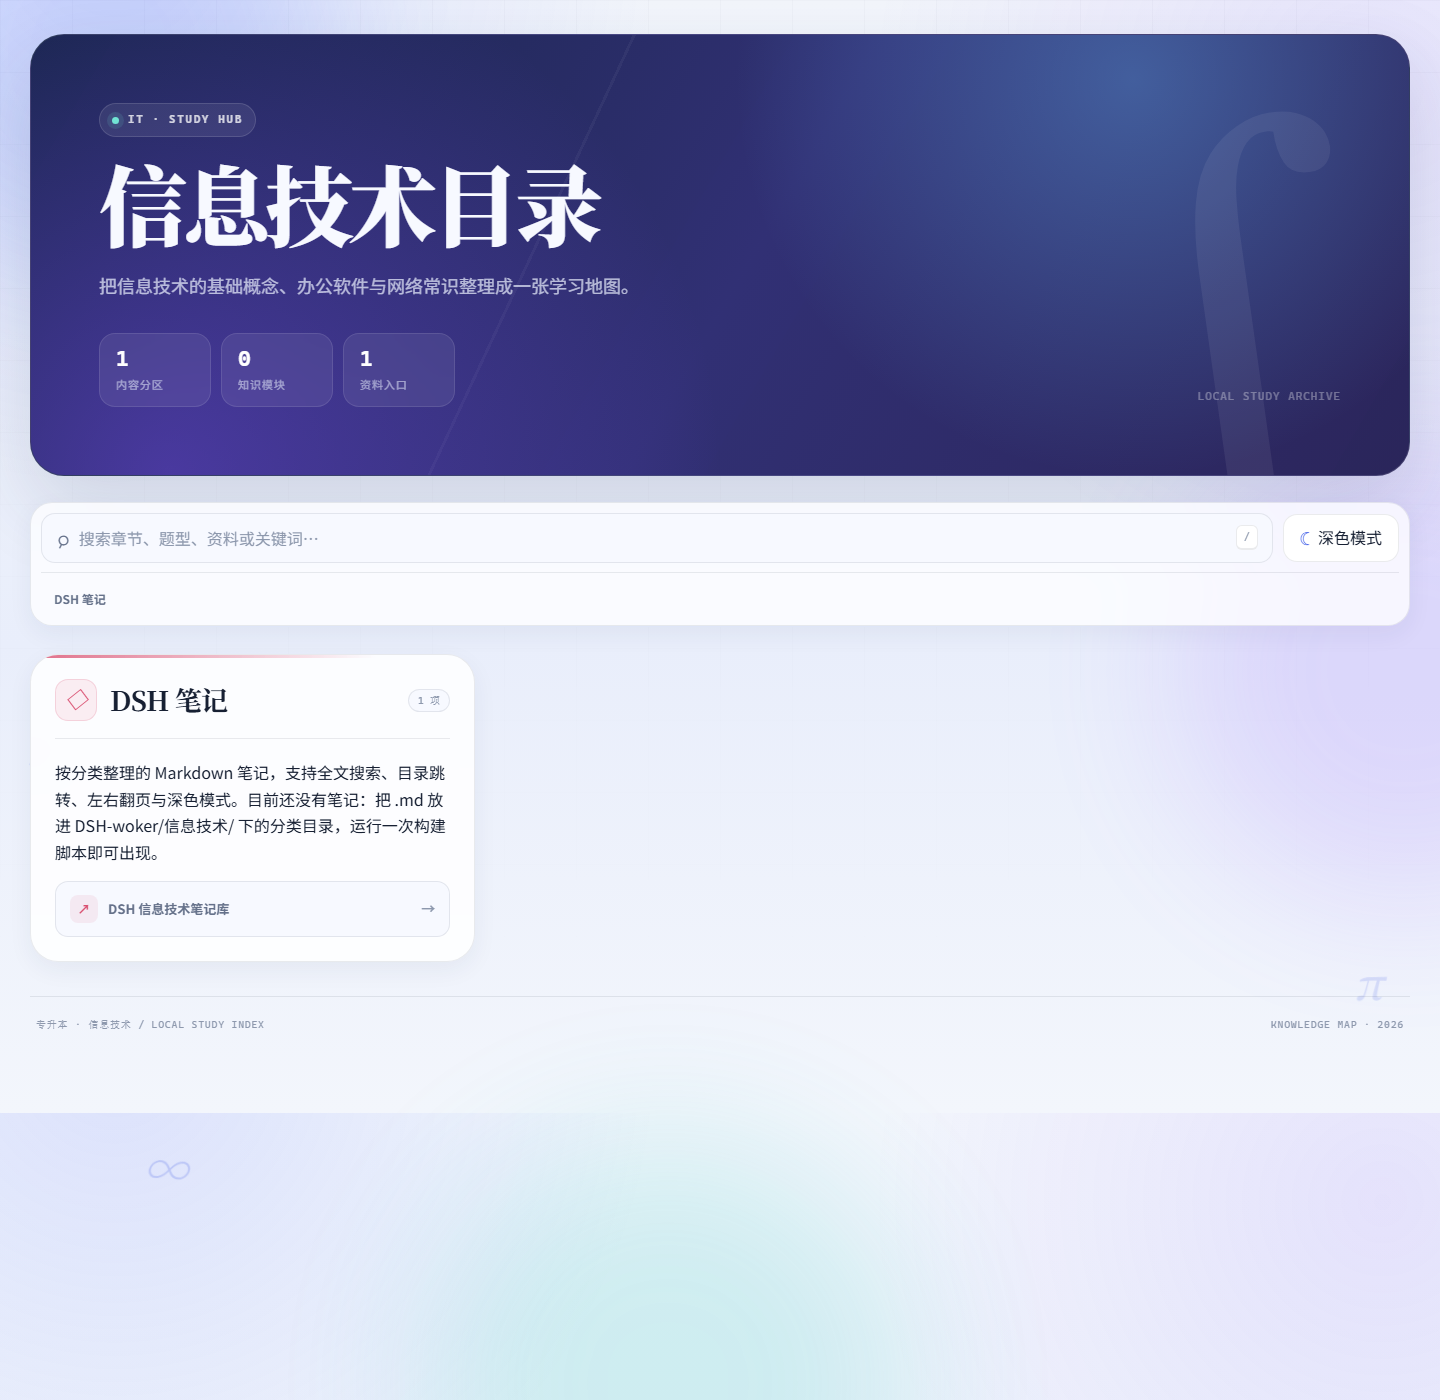 IT · STUDY HUB
信息技术目录
把信息技术的基础概念、办公软件与网络常识整理成一张学习地图。
1
内容分区
0
知识模块
1
资料入口
∫
LOCAL STUDY ARCHIVE
搜索章节、题型、资料或关键词…
/
深色模式
DSH 笔记
DSH 笔记
1 项
按分类整理的 Markdown 笔记，支持全文搜索、目录跳
转、左右翻页与深色模式。目前还没有笔记：把 .md 放
进 DSH-woker/信息技术/ 下的分类目录，运行一次构建
脚本即可出现。
↗ DSH 信息技术笔记库 →
π
专升本 · 信息技术 / LOCAL STUDY INDEX
KNOWLEDGE MAP · 2026
∞